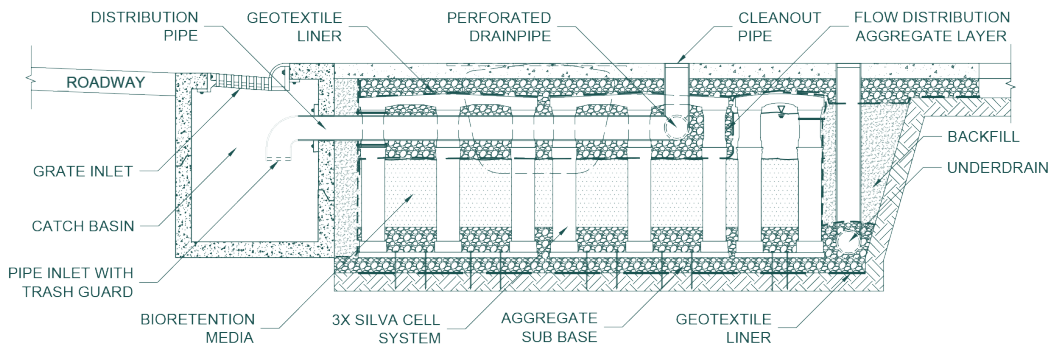 DISTRIBUTION
PIPE
GEOTEXTILE
LINER
PERFORATED
DRAINPIPE
CLEANOUT
PIPE
FLOW DISTRIBUTION
AGGREGATE LAYER
ROADWAY
BACKFILL
UNDERDRAIN
GRATE INLET
CATCH BASIN
PIPE INLET WITH
TRASH GUARD
BIORETENTION
MEDIA
3X SILVA CELL
SYSTEM
AGGREGATE
SUB BASE
GEOTEXTILE
LINER